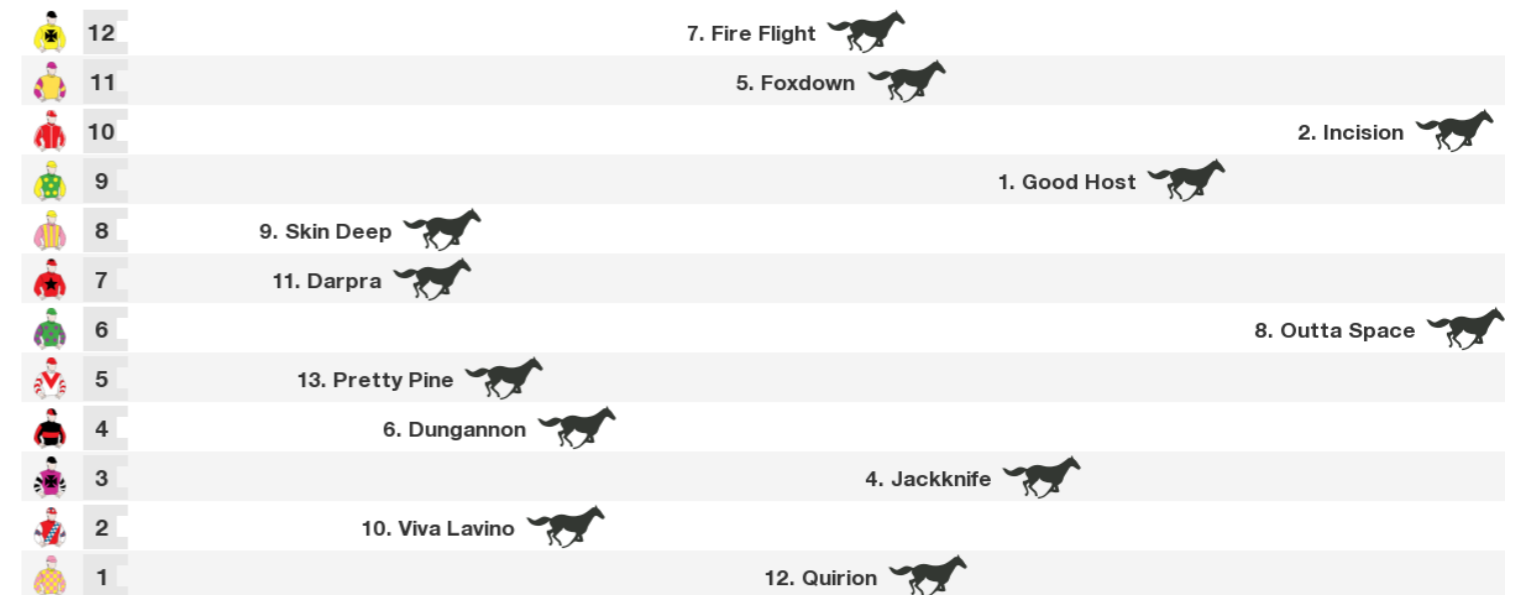 12 7. Fire Flight
11 5. Foxdown
10 2. Incision
9 1. Good Host
8 9. Skin Deep
7 11. Darpra
6 8. Outta Space
5 13. Pretty Pine
4 6. Dungannon
3 4. Jackknife
2 10. Viva Lavino
1 12. Quirion